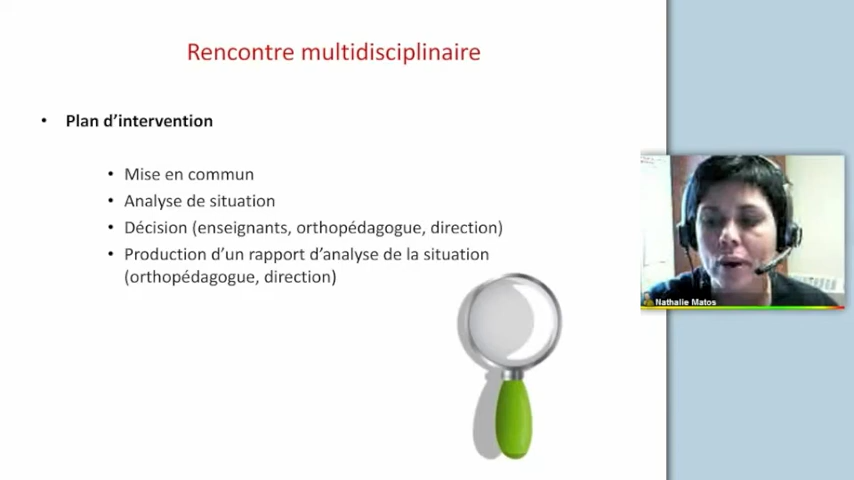 Rencontre multidisciplinaire
• Plan d’intervention
• Mise en commun
• Analyse de situation
• Décision (enseignants, orthopédagogue, direction)
• Production d’un rapport d’analyse de la situation
(orthopédagogue, direction)
Nathalie Matos